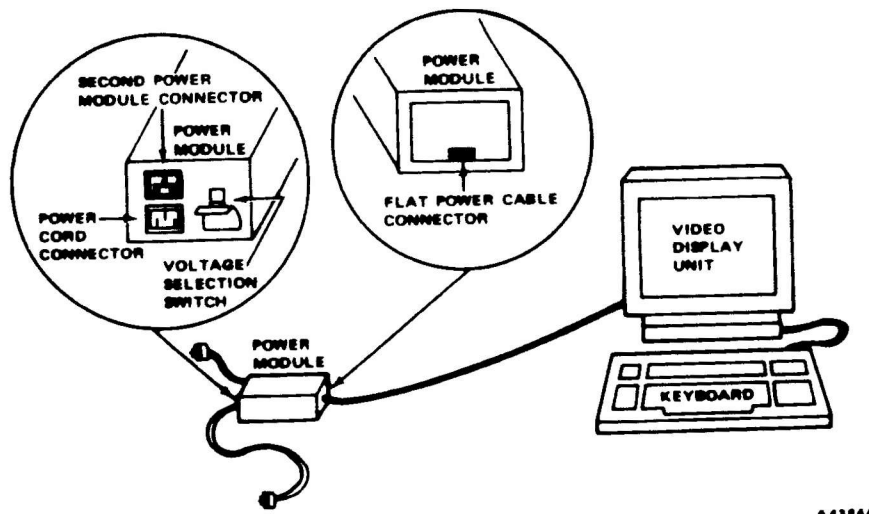 SECOND POWER
MODULE CONNECTOR
POWER
MODULE
POWER
CORD
CONNECTOR
VOLTAGE
SELECTION
SWITCH
POWER
MODULE
FLAT POWER CABLE
CONNECTOR
VIDEO
DISPLAY
UNIT
POWER
MODULE
KEYBOARD